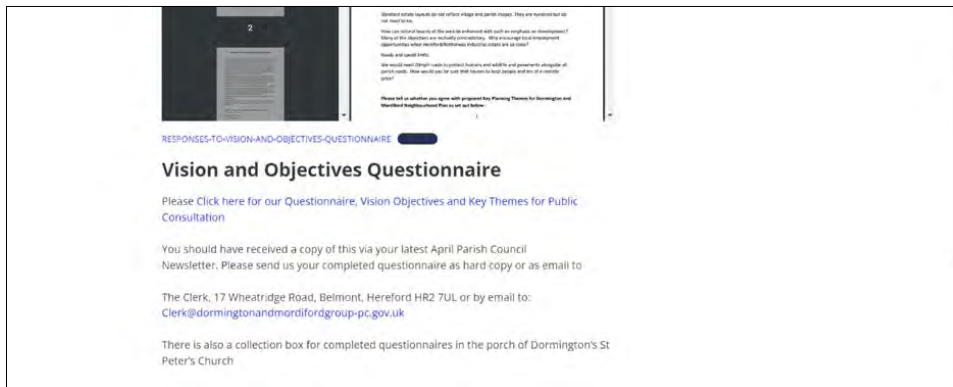 Standard estate layouts do not reflect village and parish shapes. They are
not need to be.
How can natural beauty of the area be enhanced with such an emphasis on development?
Many of the objectives are mutually contradictory. Why encourage local employment
opportunities when Hereford/Rotherwas industrial estate are so close?
Roads and speed limits
We would need 20mph roads to protect humans and wildlife and pavements alongside all
parish roads. How would you be sure that houses to local people and
price?
Please tell us whether you agree with proposed Key Planning Themes for Dormington and
Mordiford Neighbourhood Plan as set out below
1
2
RESPONSES-TO-VISION-AND-OBJECTIVES-QUESTIONNAIRE
Vision and Objectives Questionnaire
Please Click here for our Questionnaire, Vision Objectives and Key Themes for Public
Consultation
You should have received a copy of this via your latest April Parish Council
Newsletter. Please send us your completed questionnaire as hard copy or as email to
The Clerk, 17 Wheatridge Road, Belmont, Hereford HR2 7UL or by email to:
Clerk@dormingtonandmordifordgroup-pc.gov.uk
There is also a collection box for completed questionnaires in the porch of Dormington's St
Peter's Church